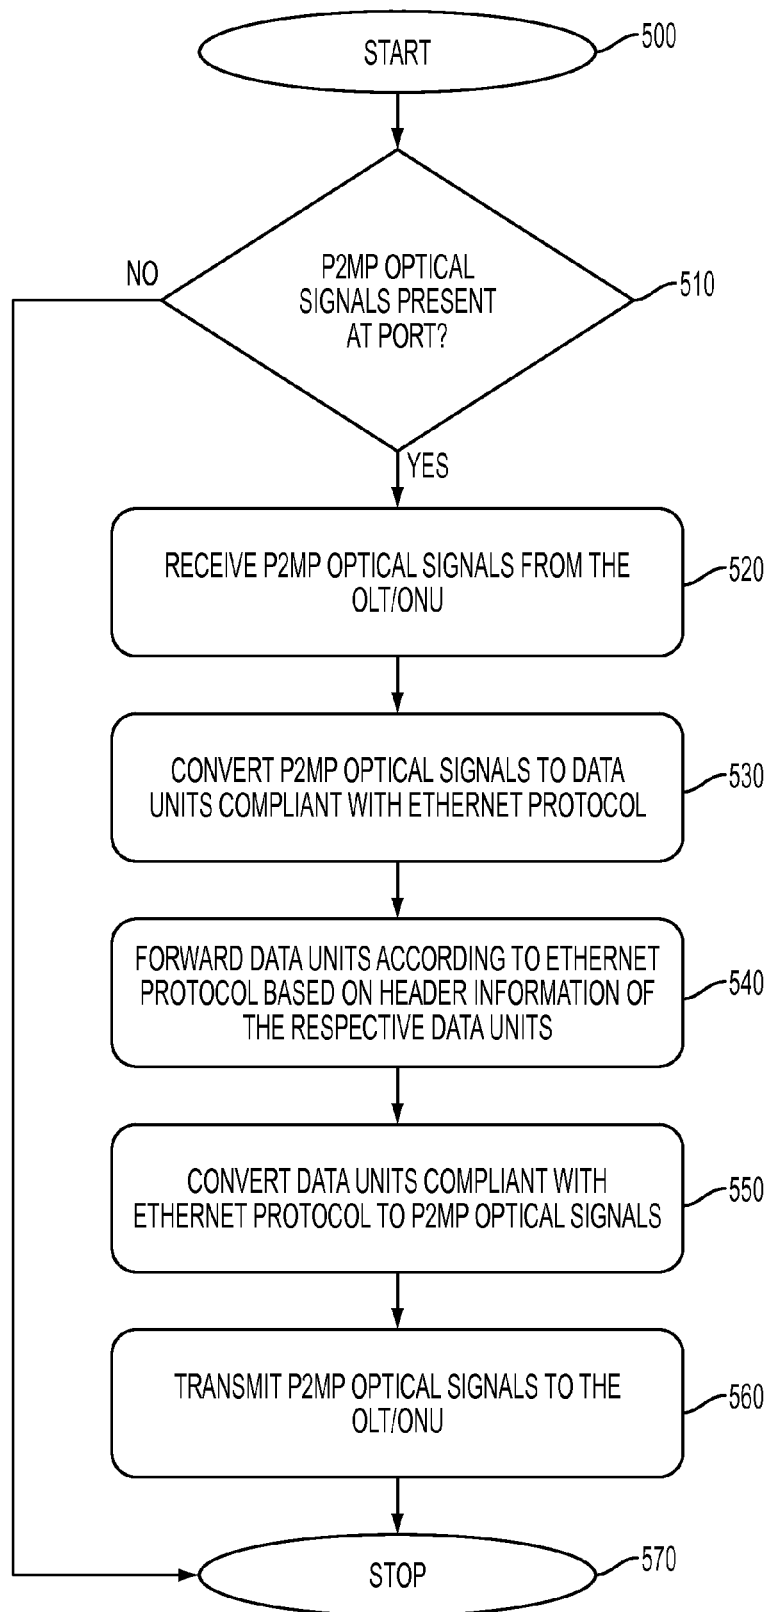 START
500
P2MP OPTICAL
SIGNALS PRESENT
AT PORT?
510
NO
YES
RECEIVE P2MP OPTICAL SIGNALS FROM THE
OLT/ONU
520
CONVERT P2MP OPTICAL SIGNALS TO DATA
UNITS COMPLIANT WITH ETHERNET PROTOCOL
530
FORWARD DATA UNITS ACCORDING TO ETHERNET
PROTOCOL BASED ON HEADER INFORMATION OF
THE RESPECTIVE DATA UNITS
540
CONVERT DATA UNITS COMPLIANT WITH
ETHERNET PROTOCOL TO P2MP OPTICAL SIGNALS
550
TRANSMIT P2MP OPTICAL SIGNALS TO THE
OLT/ONU
560
STOP
570